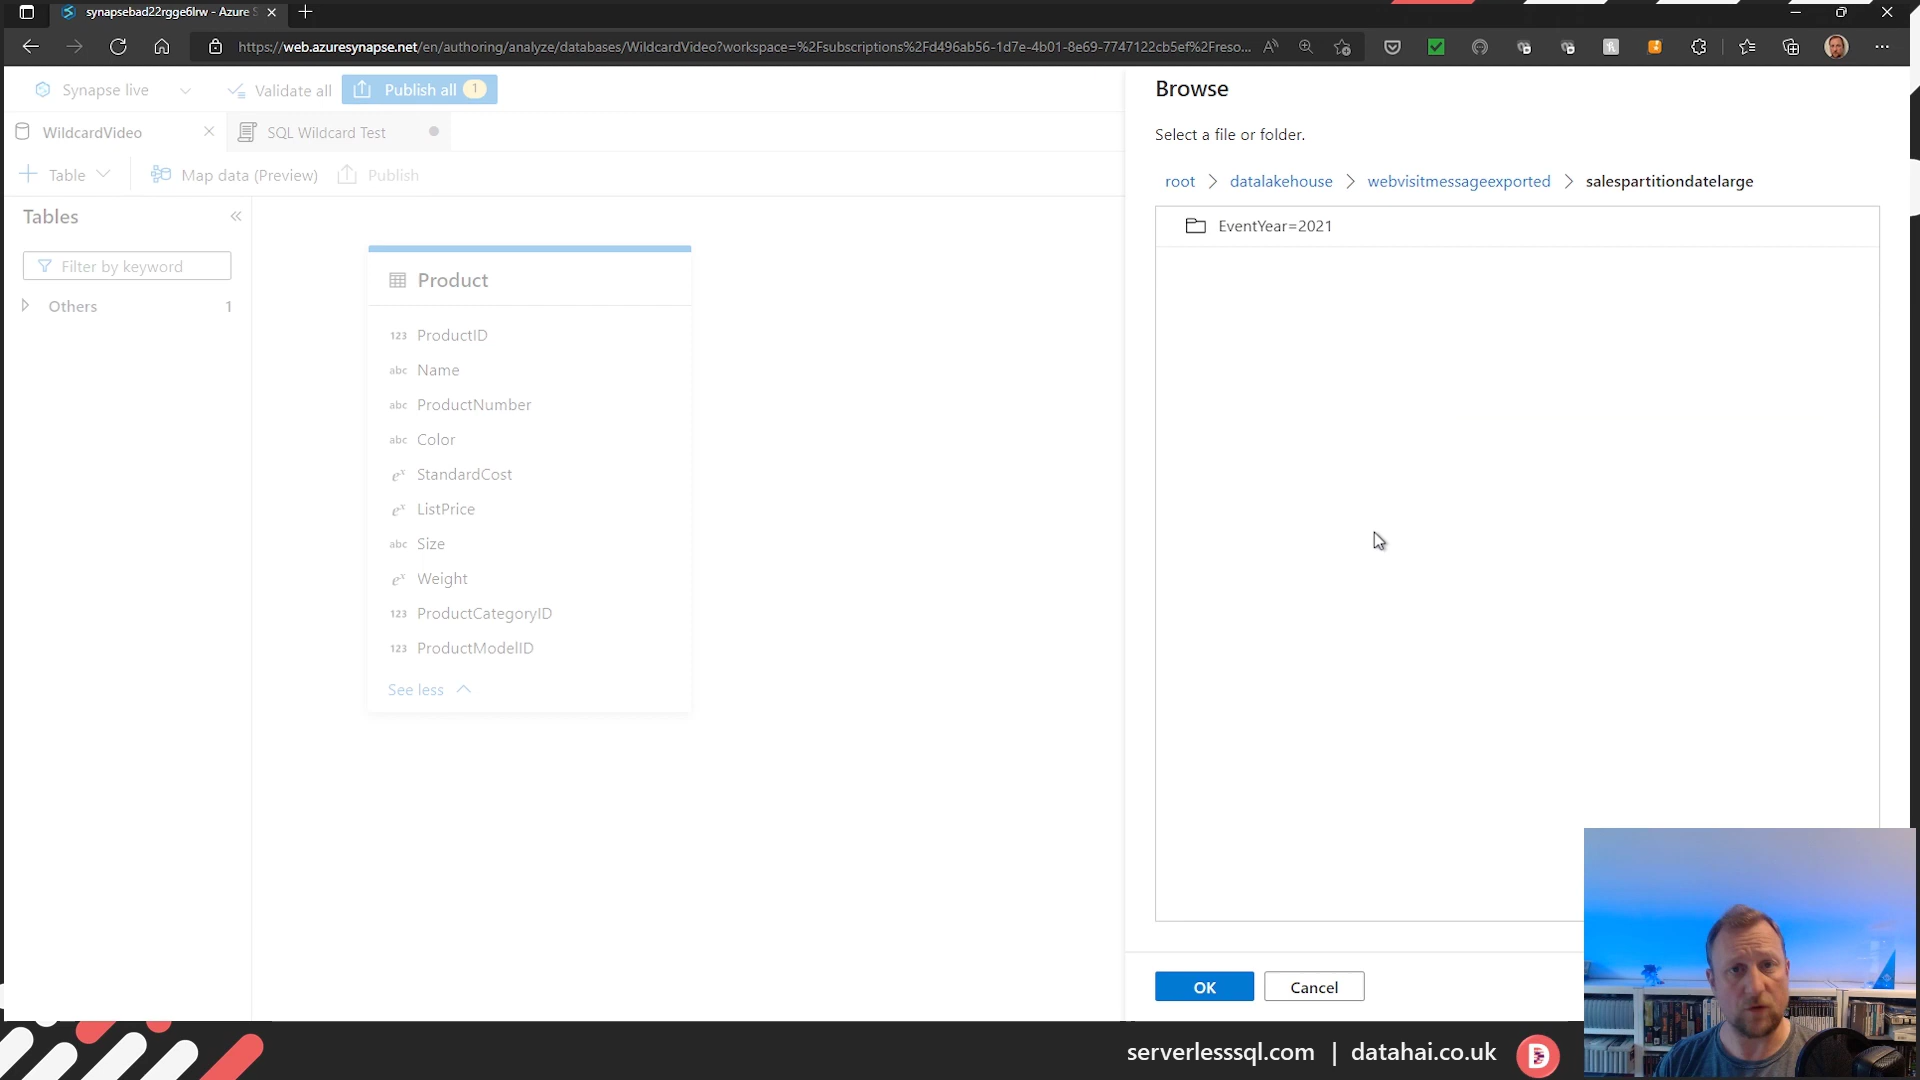 synapsebad22rgge6lrw - Azure S
https://web.azuresynapse.net/en/authoring/analyze/databases/WildcardVideo?workspace=%2Fsubscriptions%2Fd496ab56-1d7e-4b01-8e69-7747122cb5ef%2Freso...
Synapse live
Validate all
Publish all 1
WildcardVideo
SQL Wildcard Test
Table
Map data (Preview)
Publish
Tables
Filter by keyword
Others 1
Product
123 ProductID
abc Name
abc ProductNumber
abc Color
eˣ StandardCost
eˣ ListPrice
abc Size
eˣ Weight
123 ProductCategoryID
123 ProductModelID
See less
Browse
Select a file or folder.
root > datalakehouse > webvisitmessageexported > salespartitiondatelarge
EventYear=2021
OK
Cancel
serverlesssql.com | datahai.co.uk
D